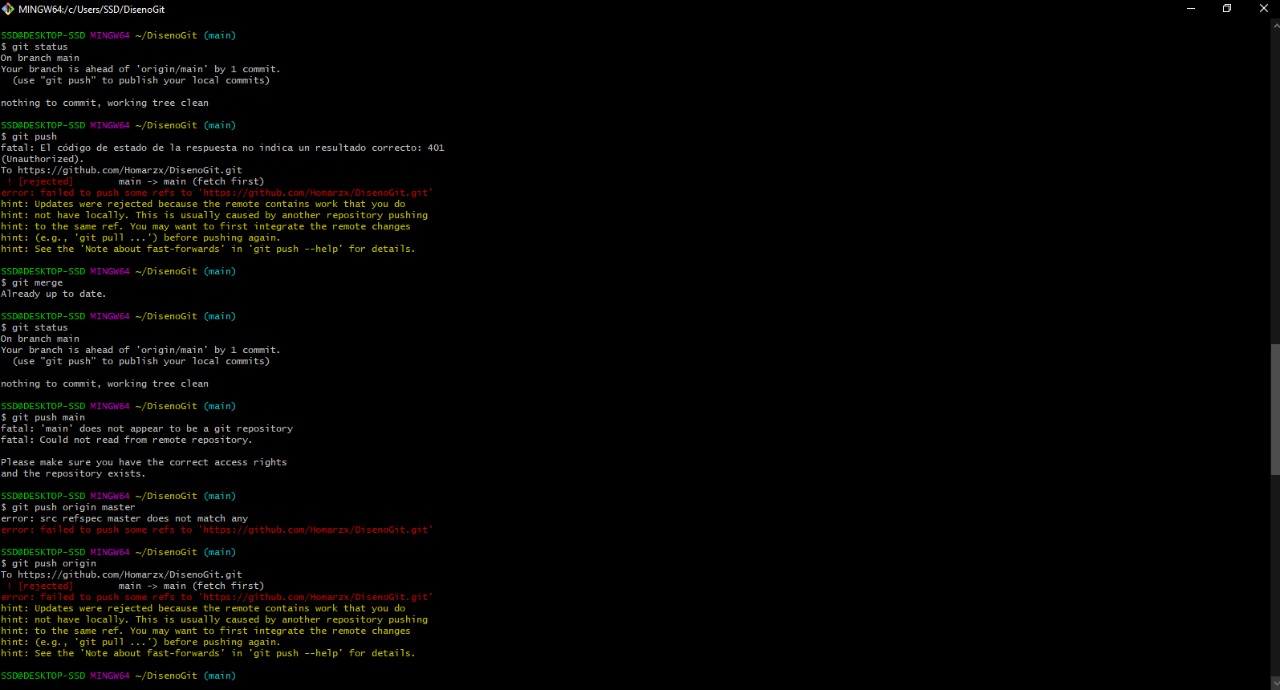 MINGW64:/c/Users/SSD/DisenoGit
SSD@DESKTOP-SSD MINGW64 ~/DisenoGit (main)
$ git status
On branch main
Your branch is ahead of 'origin/main' by 1 commit.
  (use "git push" to publish your local commits)
nothing to commit, working tree clean
SSD@DESKTOP-SSD MINGW64 ~/DisenoGit (main)
$ git push
fatal: El código de estado de la respuesta no indica un resultado correcto: 401
(Unauthorized).
To https://github.com/Homarzx/DisenoGit.git
 ! [rejected]        main -> main (fetch first)
error: failed to push some refs to 'https://github.com/Homarzx/DisenoGit.git'
hint: Updates were rejected because the remote contains work that you do
hint: not have locally. This is usually caused by another repository pushing
hint: to the same ref. You may want to first integrate the remote changes
hint: (e.g., 'git pull ...') before pushing again.
hint: See the 'Note about fast-forwards' in 'git push --help' for details.
SSD@DESKTOP-SSD MINGW64 ~/DisenoGit (main)
$ git merge
Already up to date.
SSD@DESKTOP-SSD MINGW64 ~/DisenoGit (main)
$ git status
On branch main
Your branch is ahead of 'origin/main' by 1 commit.
  (use "git push" to publish your local commits)
nothing to commit, working tree clean
SSD@DESKTOP-SSD MINGW64 ~/DisenoGit (main)
$ git push main
fatal: 'main' does not appear to be a git repository
fatal: Could not read from remote repository.
Please make sure you have the correct access rights
and the repository exists.
SSD@DESKTOP-SSD MINGW64 ~/DisenoGit (main)
$ git push origin master
error: src refspec master does not match any
error: failed to push some refs to 'https://github.com/Homarzx/DisenoGit.git'
SSD@DESKTOP-SSD MINGW64 ~/DisenoGit (main)
$ git push origin
To https://github.com/Homarzx/DisenoGit.git
 ! [rejected]        main -> main (fetch first)
error: failed to push some refs to 'https://github.com/Homarzx/DisenoGit.git'
hint: Updates were rejected because the remote contains work that you do
hint: not have locally. This is usually caused by another repository pushing
hint: to the same ref. You may want to first integrate the remote changes
hint: (e.g., 'git pull ...') before pushing again.
hint: See the 'Note about fast-forwards' in 'git push --help' for details.
SSD@DESKTOP-SSD MINGW64 ~/DisenoGit (main)